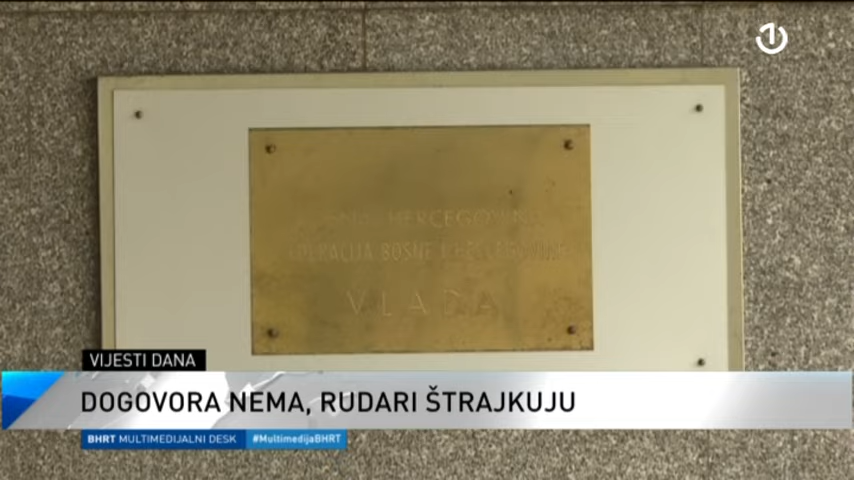 HERCEGOVINA
FEDERACIJA BOSNE I HERCEGOVINE
VLADA
VIJESTI DANA
DOGOVORA NEMA, RUDARI ŠTRAJKUJU
BHRT MULTIMEDIJALNI DESK #MultimedijaBHRT